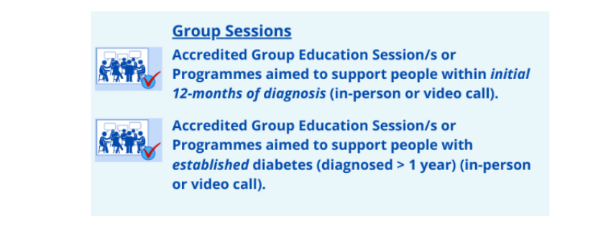 Group Sessions
Accredited Group Education Session/s or
Programmes aimed to support people within initial
12-months of diagnosis (in-person or video call).
Accredited Group Education Session/s or
Programmes aimed to support people with
established diabetes (diagnosed > 1 year) (in-person
or video call).